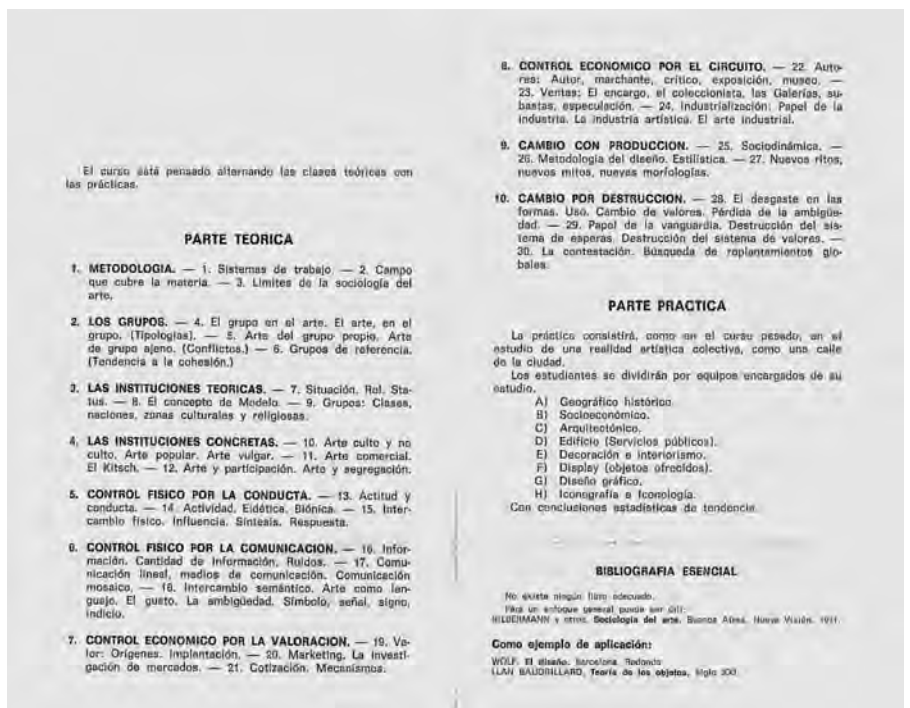 El curso está pensado alternando las clases teóricas con
las prácticas.
PARTE TEORICA
1. METODOLOGIA. — 1. Sistemas de trabajo — 2. Campo
que cubre la materia. — 3. Límites de la sociología del
arte.
2. LOS GRUPOS. — 4. El grupo en el arte. El arte, en el
grupo. (Tipologías). — 5. Arte del grupo propio. Arte
de grupo ajeno. (Conflictos.) — 6. Grupos de referencia.
(Tendencia a la cohesión.)
3. LAS INSTITUCIONES TEORICAS. — 7. Situación. Rol. Sta-
tus. — 8. El concepto de Modelo. — 9. Grupos: Clases,
naciones, zonas culturales y religiosas.
4. LAS INSTITUCIONES CONCRETAS. — 10. Arte culto y no
culto. Arte popular. Arte vulgar. — 11. Arte comercial.
El Kitsch. — 12. Arte y participación. Arte y segregación.
5. CONTROL FISICO POR LA CONDUCTA. — 13. Actitud y
conducta. — 14. Actividad. Eidética. Biónica. — 15. Inter-
cambio físico. Influencia. Síntesis. Respuesta.
6. CONTROL FISICO POR LA COMUNICACION. — 16. Infor-
mación. Cantidad de Información. Ruidos. — 17. Comu-
nicación lineal, medios de comunicación. Comunicación
mosaico. — 18. Intercambio semántico. Arte como len-
guaje. El gusto. La ambigüedad. Símbolo, señal, signo,
indicio.
7. CONTROL ECONOMICO POR LA VALORACION. — 19. Va-
lor: Orígenes. Implantación. — 20. Marketing. La investi-
gación de mercados. — 21. Cotización. Mecanismos.
8. CONTROL ECONOMICO POR EL CIRCUITO. — 22. Auto-
res: Autor, marchante, crítico, exposición, museo. —
23. Ventas: El encargo, el coleccionista, las Galerías, su-
bastas, especulación. — 24. Industrialización: Papel de la
industria. La industria artística. El arte industrial.
9. CAMBIO CON PRODUCCION. — 25. Sociodinámica. —
26. Metodología del diseño. Estilística. — 27. Nuevos ritos,
nuevos mitos, nuevas morfologías.
10. CAMBIO POR DESTRUCCION. — 28. El desgaste en las
formas. Uso. Cambio de valores. Pérdida de la ambigüe-
dad. — 29. Papel de la vanguardia. Destrucción del sis-
tema de esperas. Destrucción del sistema de valores. —
30. La contestación. Búsqueda de replantamientos glo-
bales.
PARTE PRACTICA
La práctica consistirá, como en el curso pasado, en el
estudio de una realidad artística colectiva, como una calle
de la ciudad.
Los estudiantes se dividirán por equipos encargados de su
estudio.
A) Geográfico histórico.
B) Socioeconómico.
C) Arquitectónico.
D) Edificio (Servicios públicos).
E) Decoración e interiorismo.
F) Display (objetos ofrecidos).
G) Diseño gráfico.
H) Iconografía e Iconología.
Con conclusiones estadísticas de tendencia.
BIBLIOGRAFIA ESENCIAL
No existe ningún libro adecuado.
Para un enfoque general puede ser útil:
Sociología del arte. Buenos Aires. Nueva Visión. 1971.
Como ejemplo de aplicación:
WOLF. El diseño. Barcelona. Redondo
BAUDRILLARD. Teoría de los objetos. Siglo XXI.